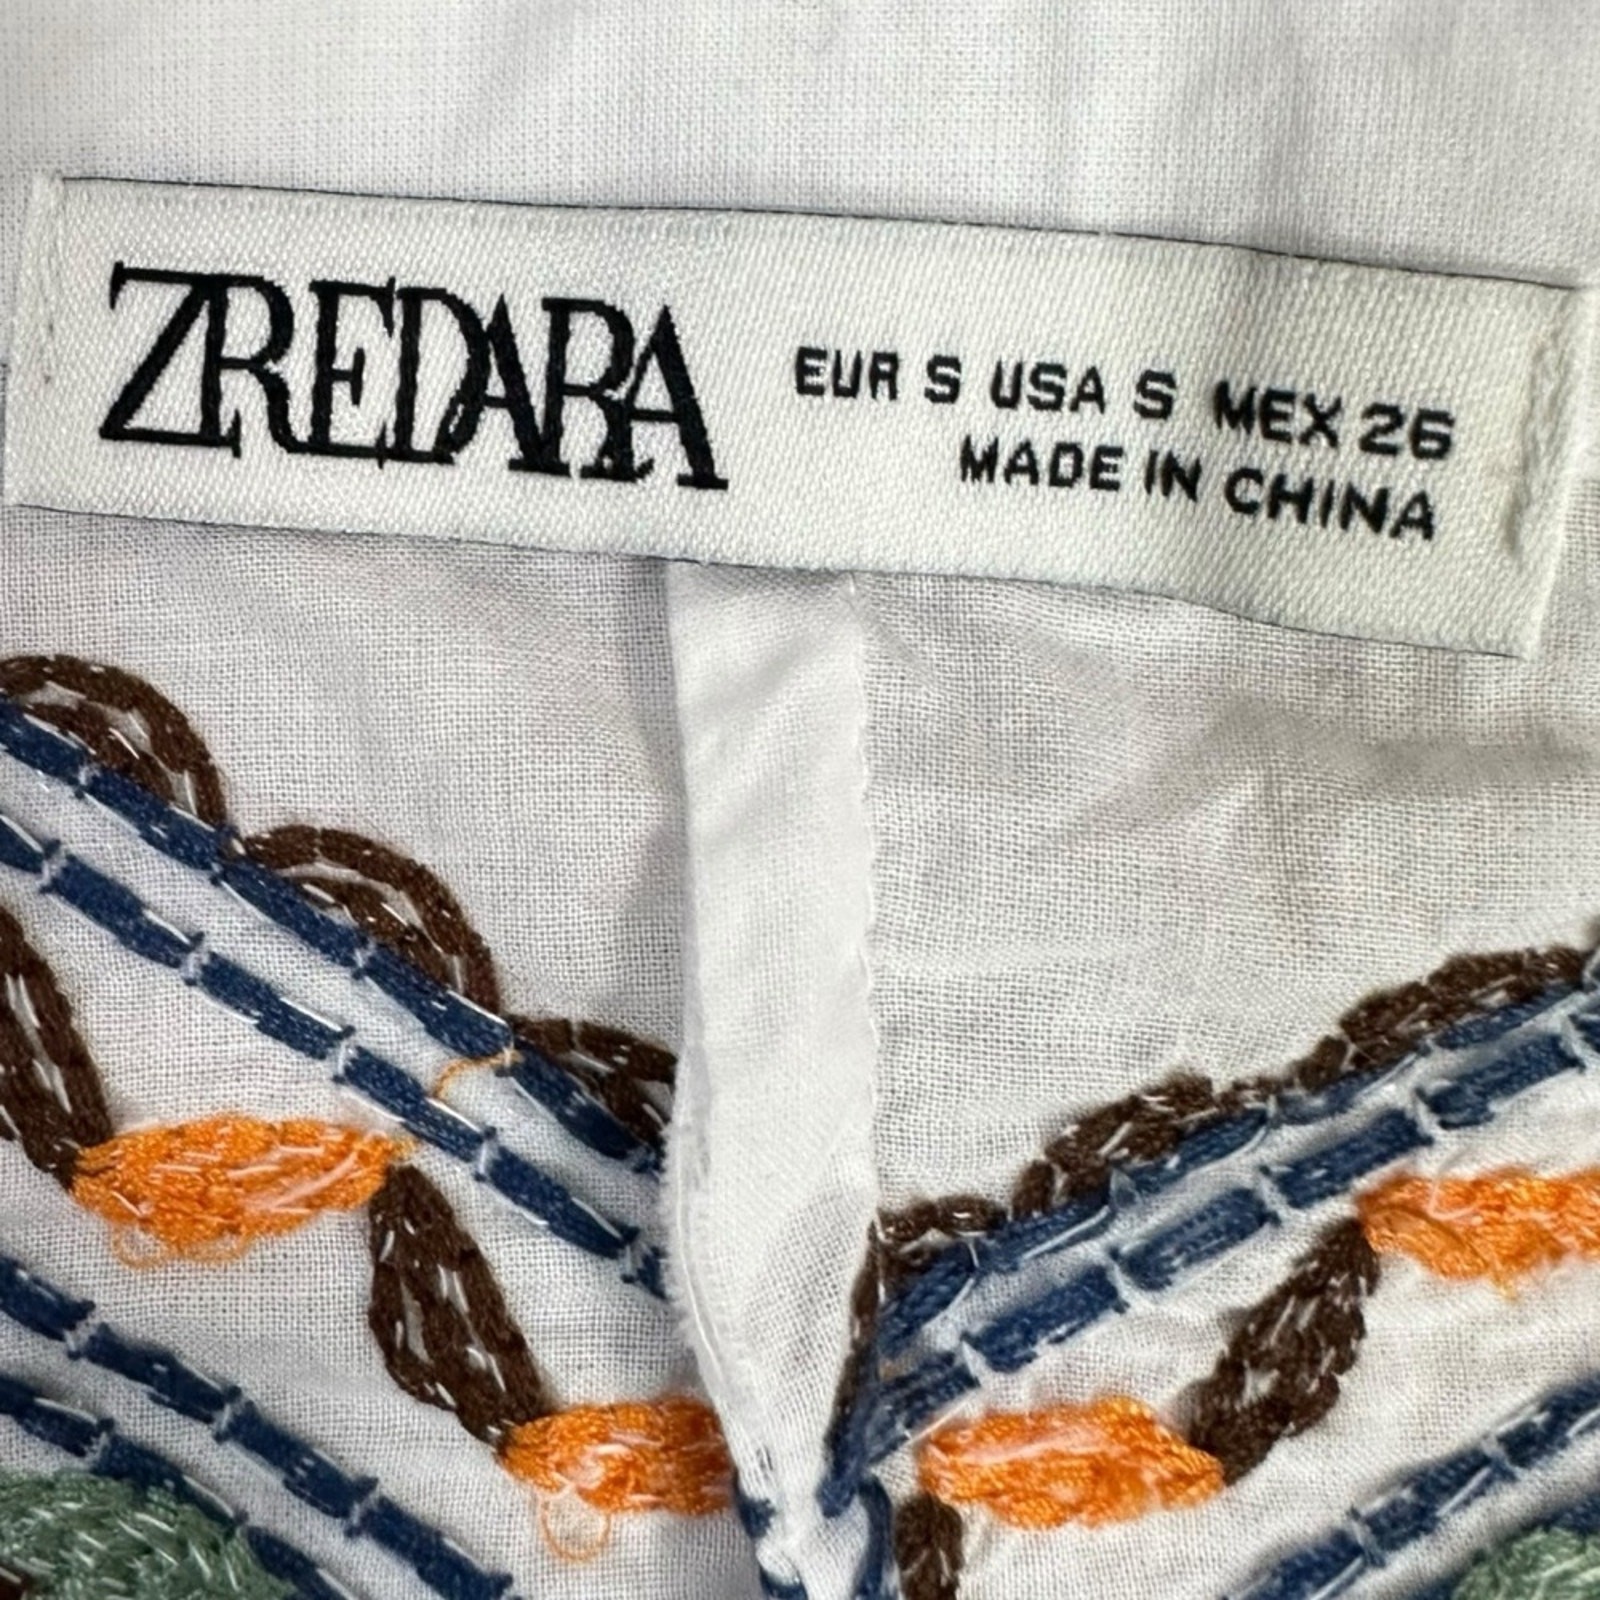 ZREDARA
EUR S USA S MEX 26
MADE IN CHINA